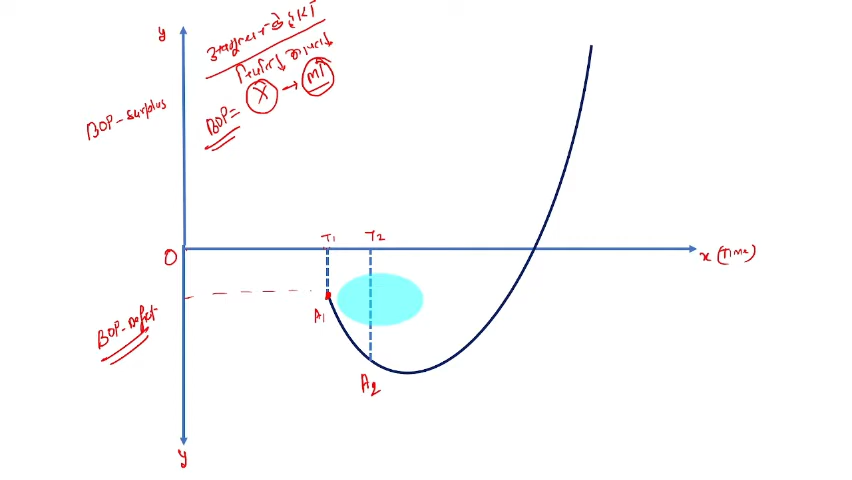 y
BOP-surplus
BOP= X → M↑
T1 T2
O
x (Time)
A1
BOP-Deficit
A2
y